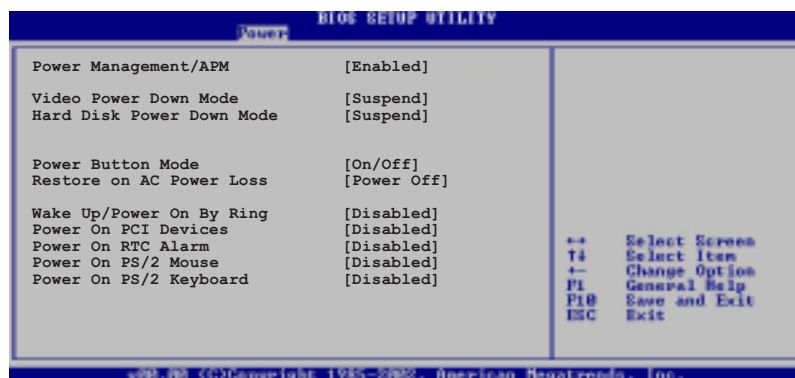 BIOS SETUP UTILITY
Power
Power Management/APM [Enabled]
Video Power Down Mode [Suspend]
Hard Disk Power Down Mode [Suspend]
Power Button Mode [On/Off]
Restore on AC Power Loss [Power Off]
Wake Up/Power On By Ring [Disabled]
Power On PCI Devices [Disabled]
Power On RTC Alarm [Disabled]
Power On PS/2 Mouse [Disabled]
Power On PS/2 Keyboard [Disabled]
↔ Select Screen
↑↓ Select Item
+- Change Option
F1 General Help
F10 Save and Exit
ESC Exit
v00.00 (C)Copyright 1985-2002, American Megatrends, Inc.